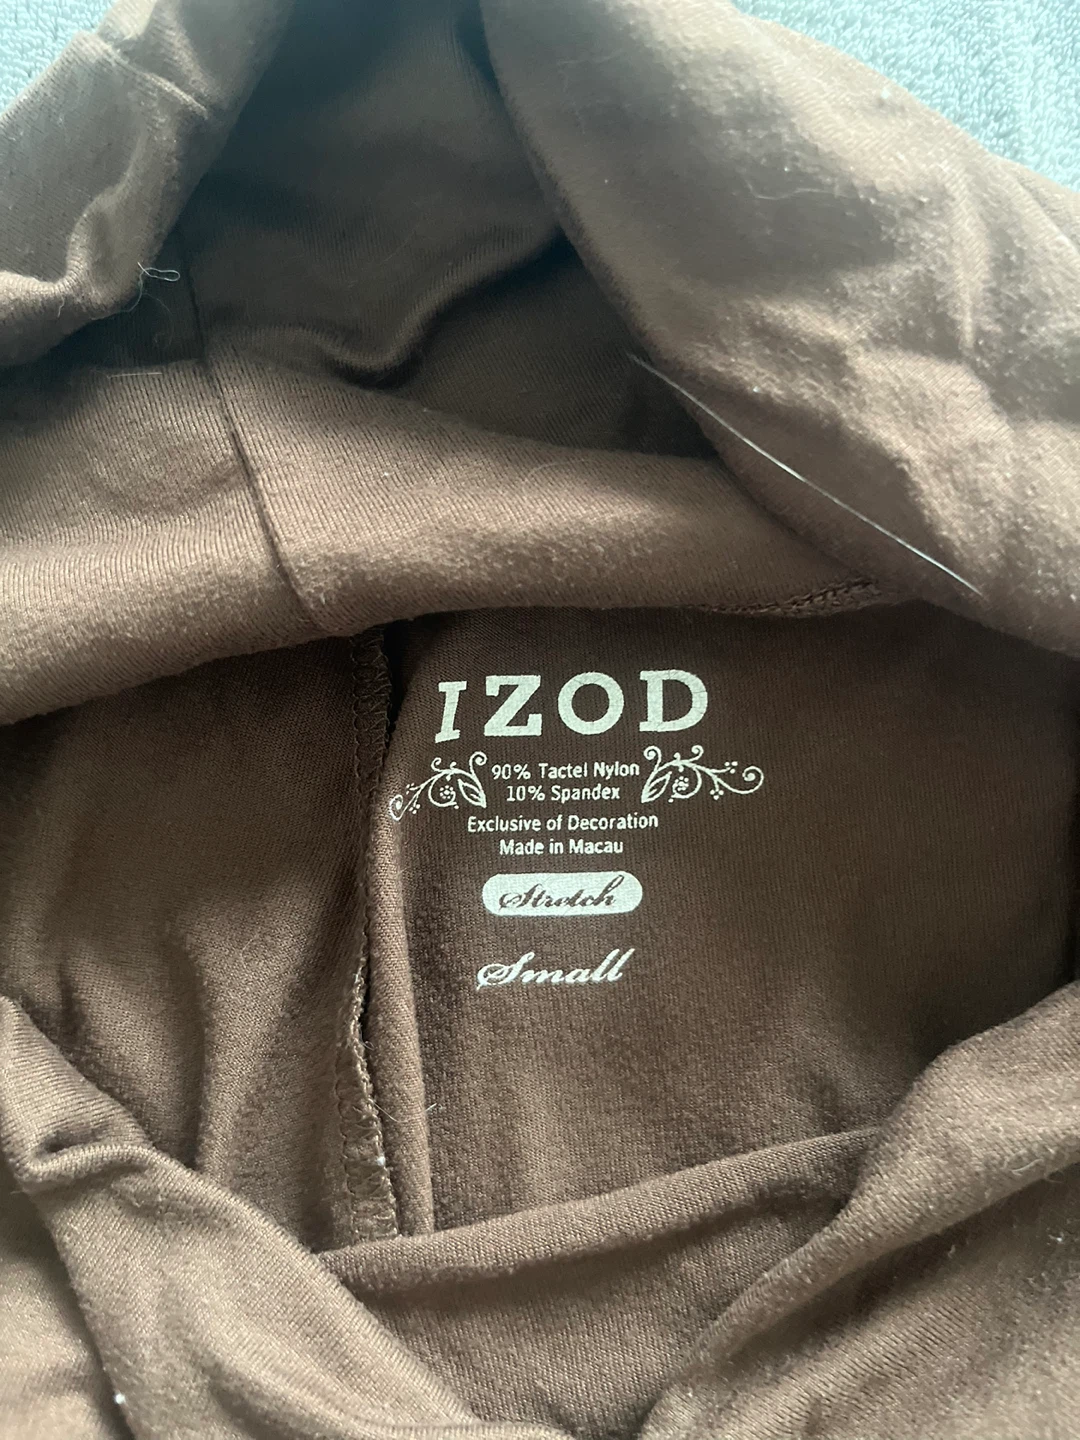 IZOD
90% Tactel Nylon
10% Spandex
Exclusive of Decoration
Made in Macau
Stretch
Small